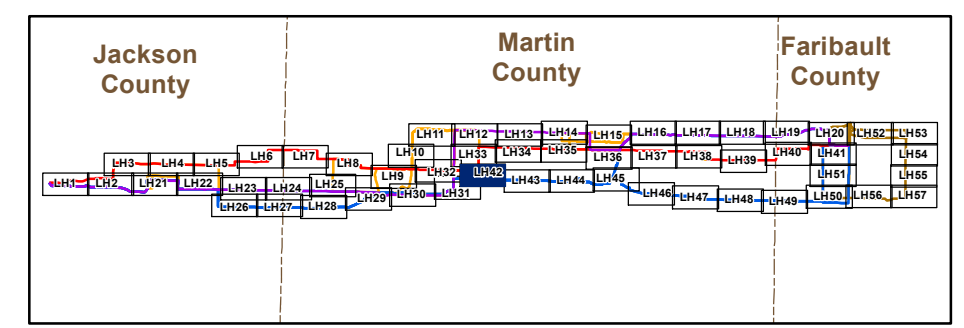 Jackson
County
Martin
County
Faribault
County
LH11 LH12 LH13 LH14 LH15 LH16 LH17 LH18 LH19 LH20 LH52 LH53
LH3 LH4 LH5 LH6 LH7 LH8 LH10 LH33 LH34 LH35 LH36 LH37 LH38 LH39 LH40 LH41 LH54
LH1 LH2 LH21 LH22 LH23 LH24 LH25 LH9 LH32 LH42 LH43 LH44 LH45 LH51 LH55
LH26 LH27 LH28 LH29 LH30 LH31 LH46 LH47 LH48 LH49 LH50 LH56 LH57